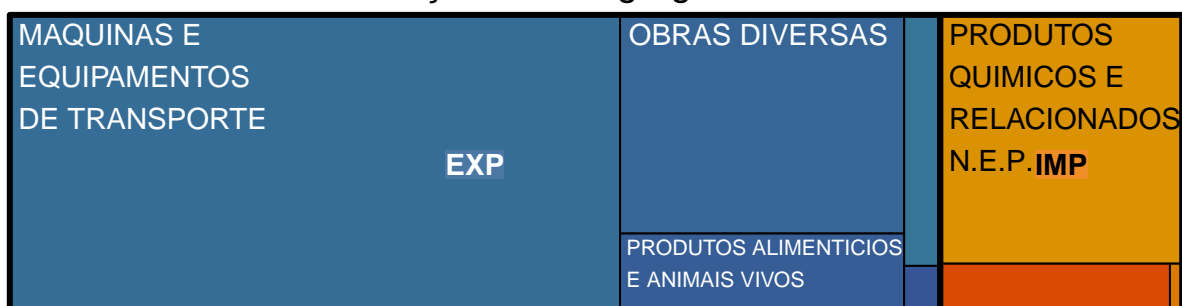 MAQUINAS E
EQUIPAMENTOS
DE TRANSPORTE
EXP
OBRAS DIVERSAS
PRODUTOS ALIMENTICIOS
E ANIMAIS VIVOS
PRODUTOS
QUIMICOS E
RELACIONADOS
N.E.P.
IMP